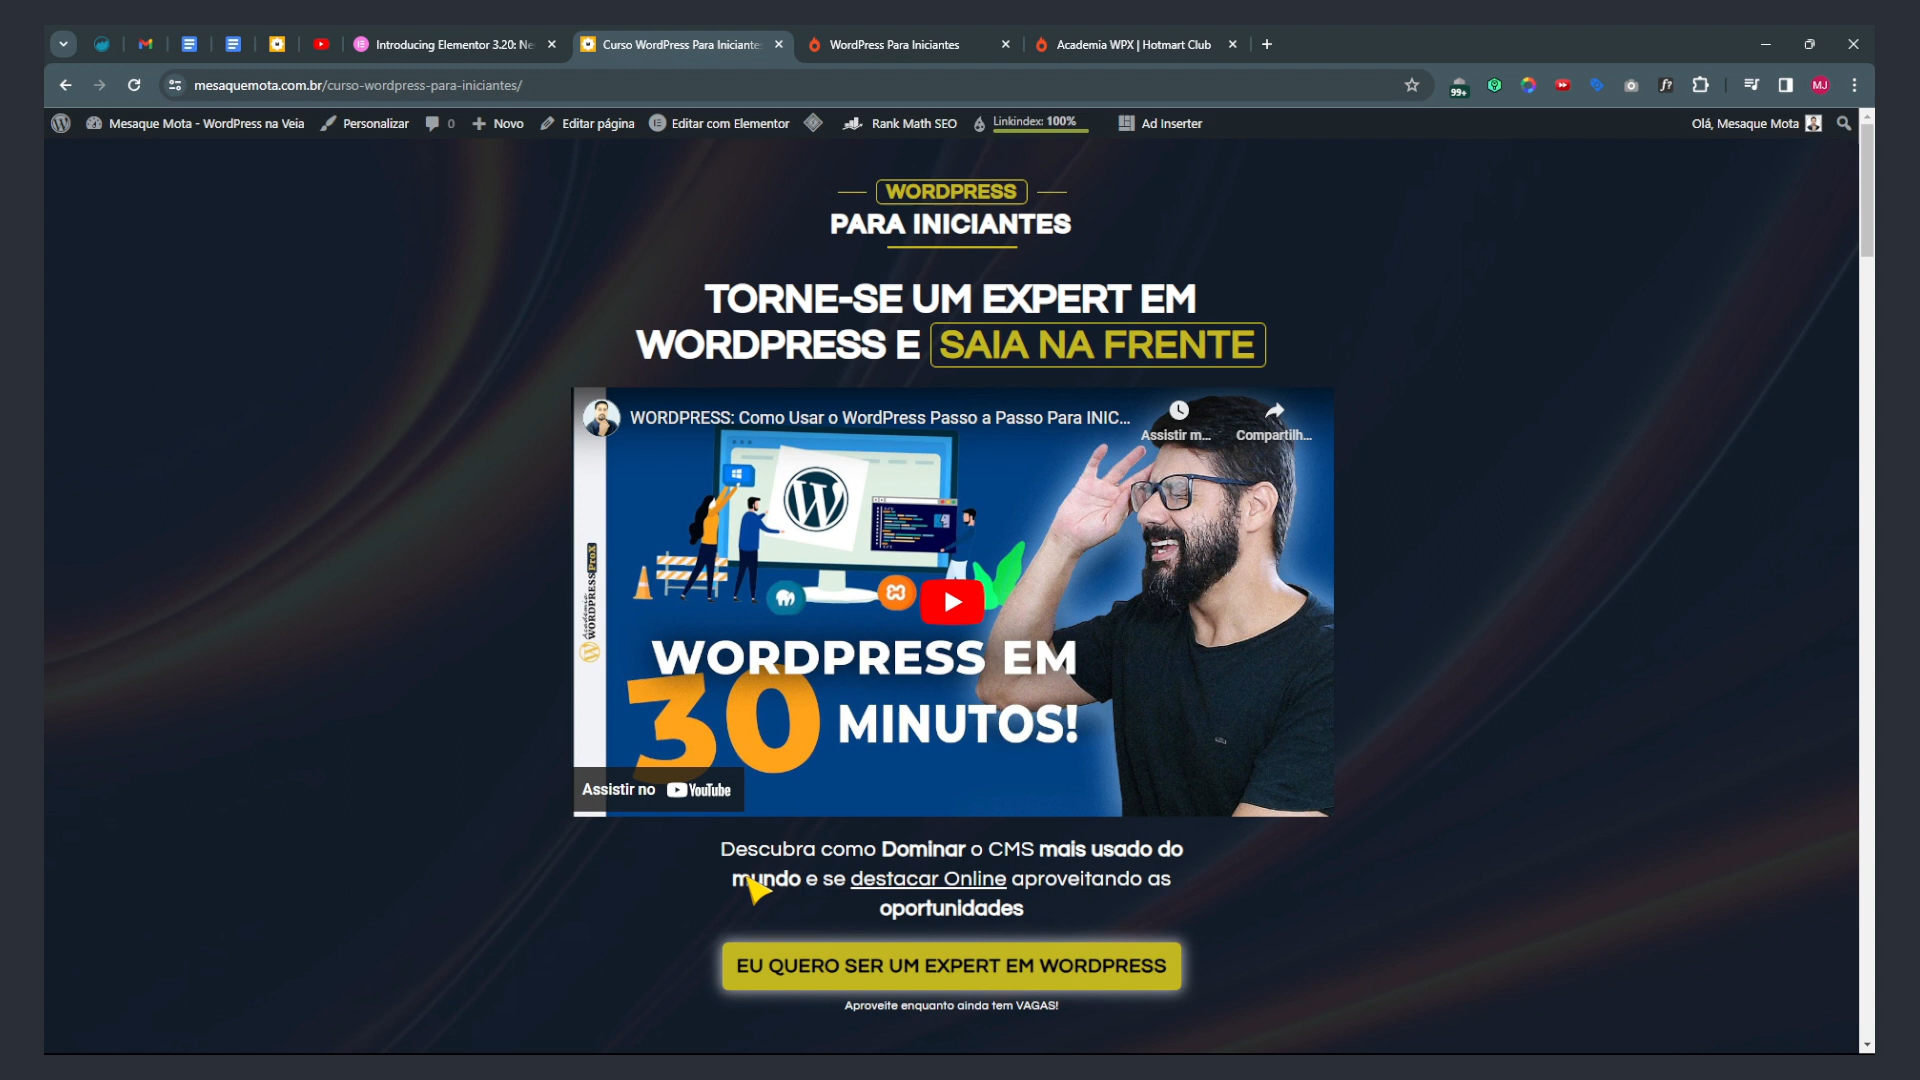 Introducing Elementor 3.20: Ne
Curso WordPress Para Iniciante
WordPress Para Iniciantes
Academia WPX | Hotmart Club
mesaquemota.com.br/curso-wordpress-para-iniciantes/
99+
f?
MJ
Mesaque Mota - WordPress na Veia
Personalizar
0
Novo
Editar página
Editar com Elementor
Rank Math SEO
Linkindex: 100%
Ad Inserter
Olá, Mesaque Mota
WORDPRESS
PARA INICIANTES
TORNE-SE UM EXPERT EM
WORDPRESS E SAIA NA FRENTE
WORDPRESS: Como Usar o WordPress Passo a Passo Para INIC...
Assistir m...
Compartilh...
Academia
WORDPRESS ProX
WORDPRESS EM
30 MINUTOS!
Assistir no YouTube
Descubra como Dominar o CMS mais usado do
mundo e se destacar Online aproveitando as
oportunidades
EU QUERO SER UM EXPERT EM WORDPRESS
Aproveite enquanto ainda tem VAGAS!